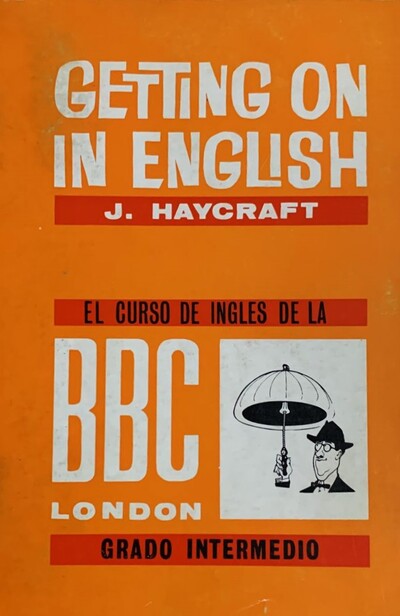 GETTING ON
IN ENGLISH
J. HAYCRAFT
EL CURSO DE INGLES DE LA
BBC
LONDON
GRADO INTERMEDIO